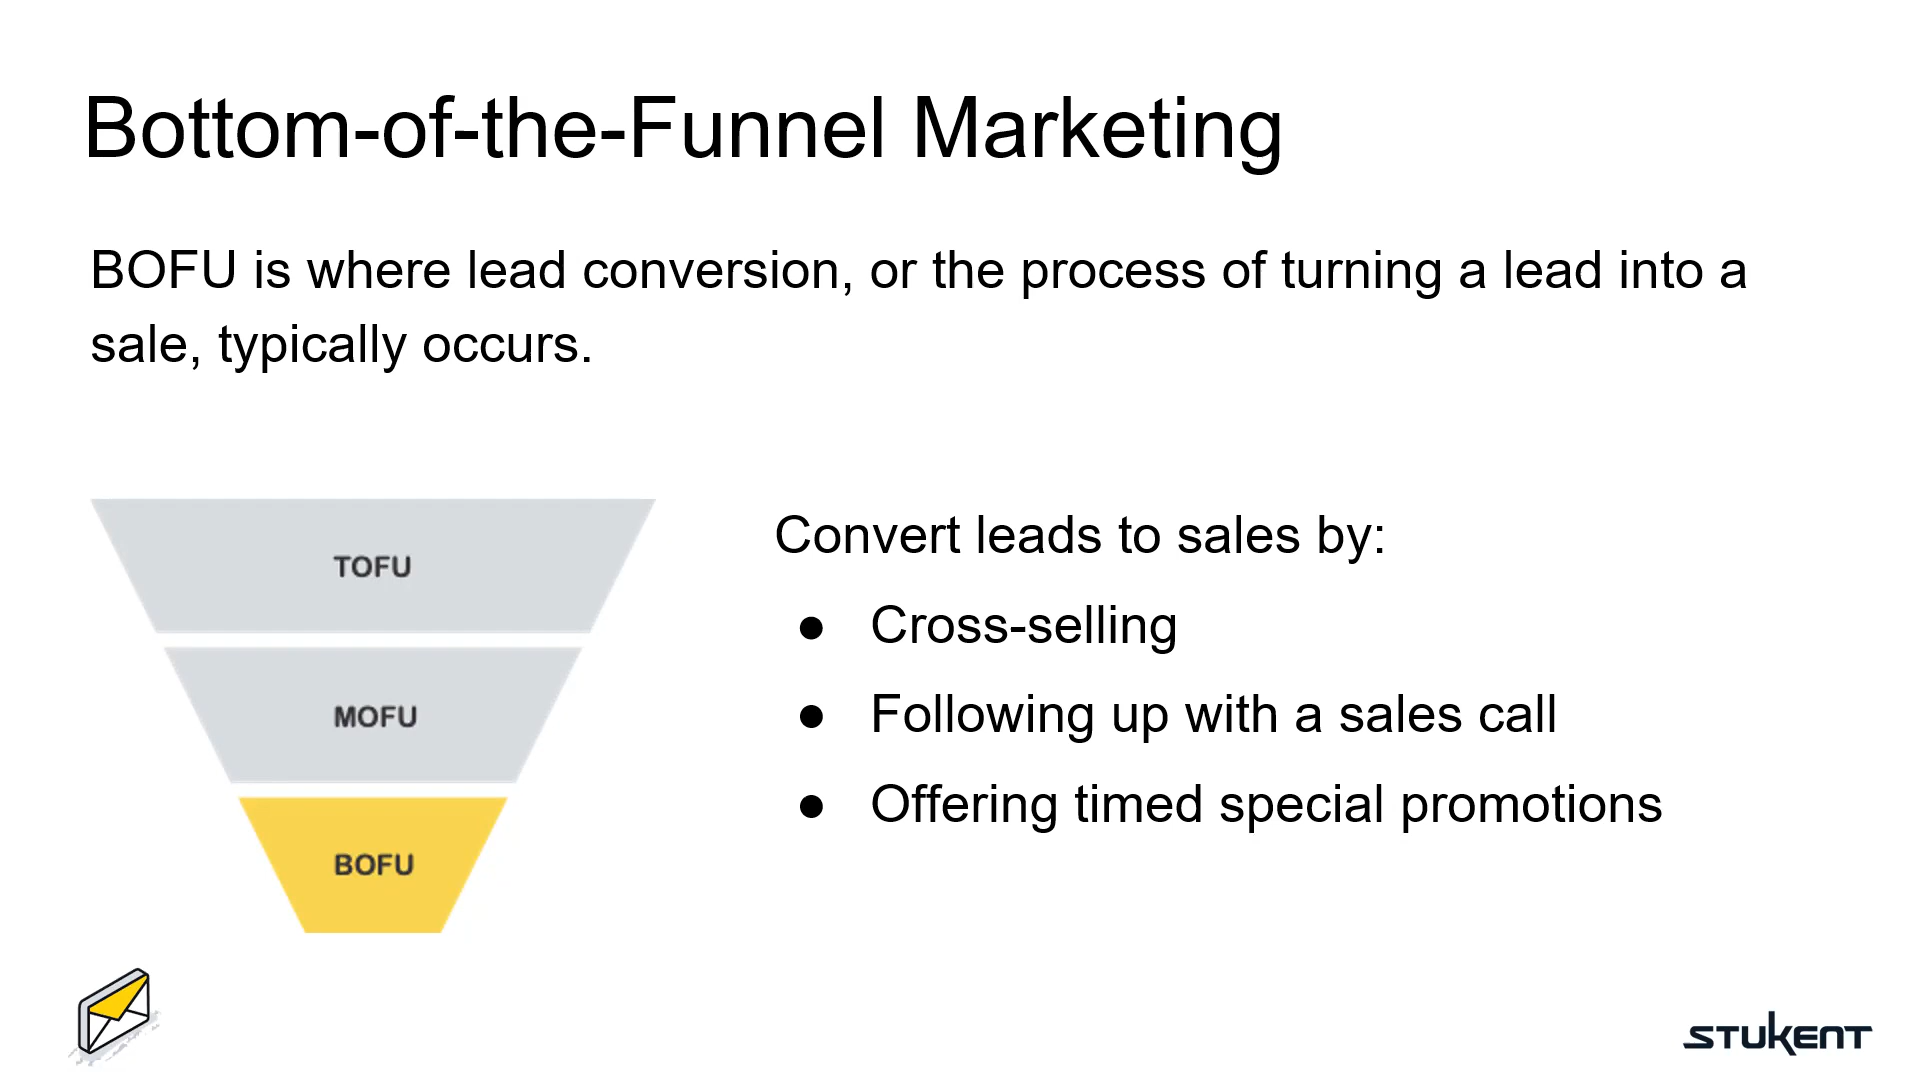 Bottom-of-the-Funnel Marketing
BOFU is where lead conversion, or the process of turning a lead into a
sale, typically occurs.
TOFU
MOFU
BOFU
Convert leads to sales by:
● Cross-selling
● Following up with a sales call
● Offering timed special promotions
STUKENT